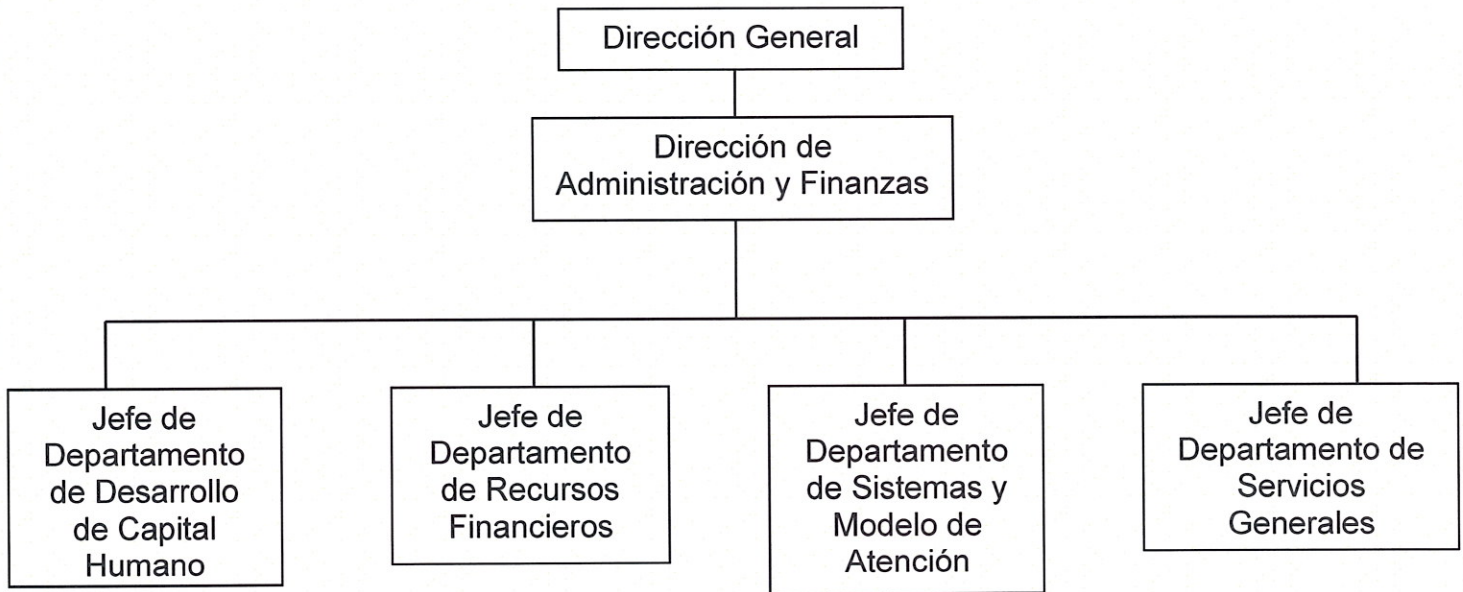 Dirección General
Dirección de
Administración y Finanzas
Jefe de
Departamento
de Desarrollo
de Capital
Humano
Jefe de
Departamento
de Recursos
Financieros
Jefe de
Departamento
de Sistemas y
Modelo de
Atención
Jefe de
Departamento de
Servicios
Generales